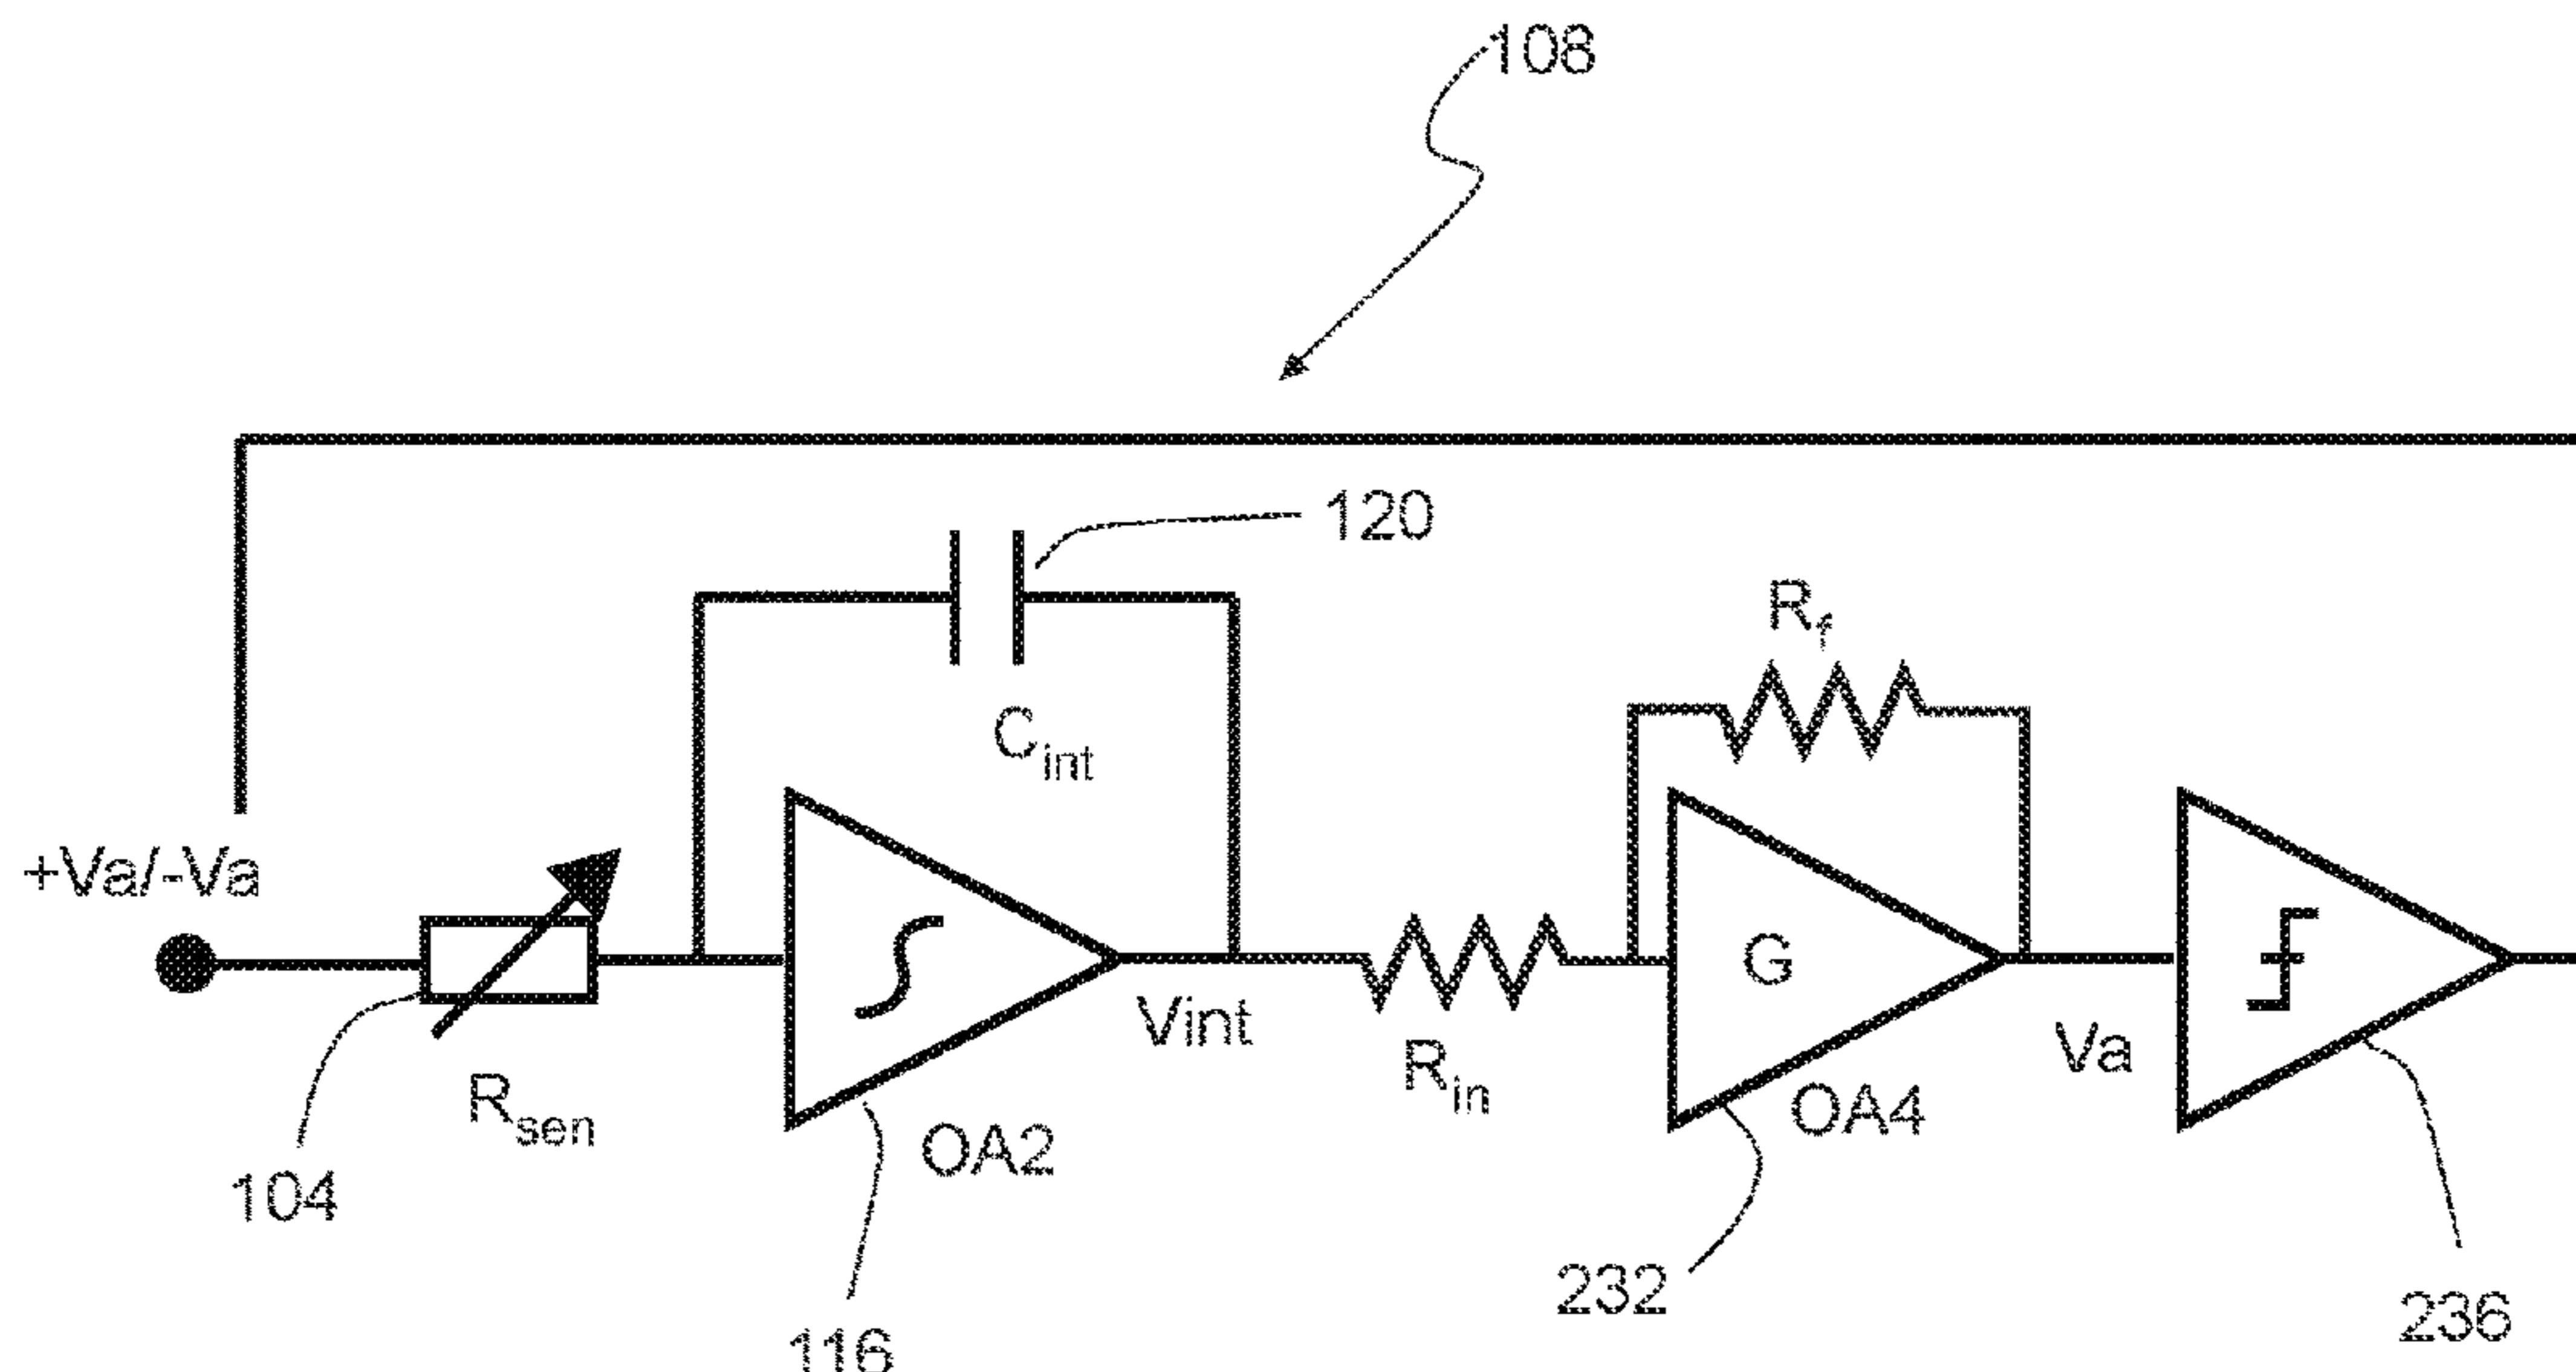 108
120
R_f
C_int
+Va/-Va
G
Vint
R_in
Va
R_sen
OA2
OA4
104
232
236
116